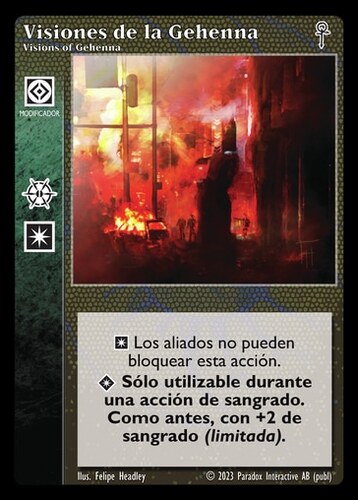 Visiones de la Gehenna
Visions of Gehenna
MODIFICADOR
Los aliados no pueden
bloquear esta acción.
Sólo utilizable durante
una acción de sangrado.
Como antes, con +2 de
sangrado (limitada).
Ilus. Felipe Headley © 2023 Paradox Interactive AB (publ)